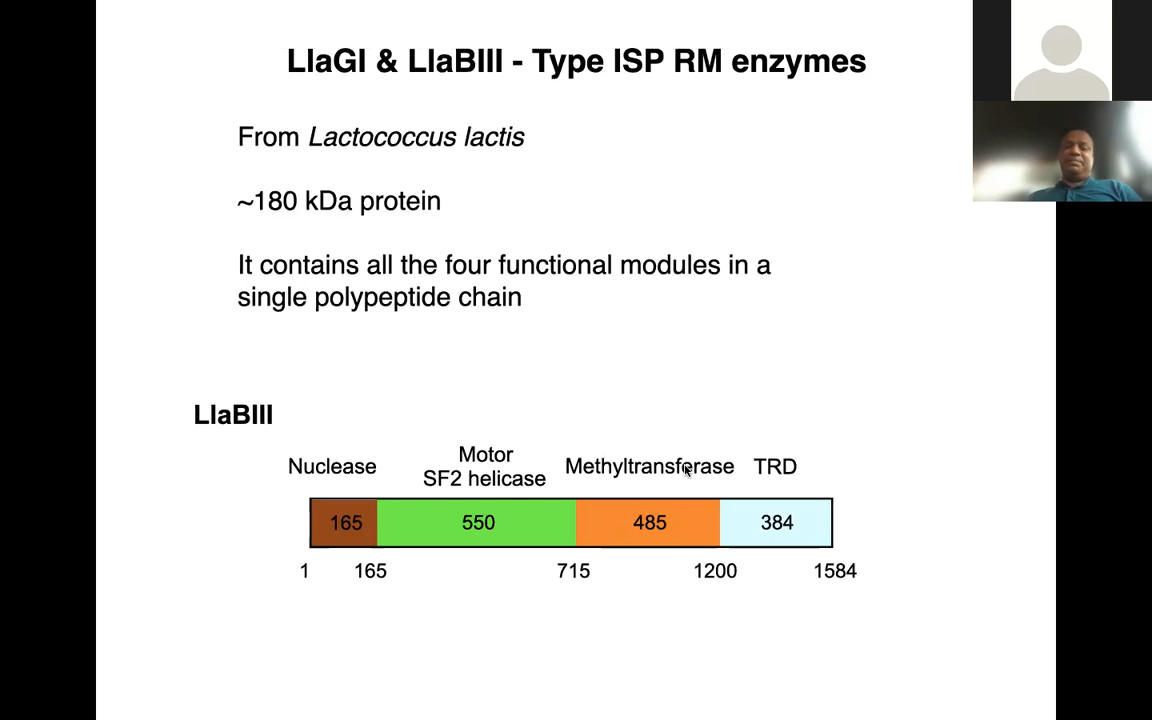 LlaGI & LlaBIII - Type ISP RM enzymes
From Lactococcus lactis
~180 kDa protein
It contains all the four functional modules in a
single polypeptide chain
LlaBIII
Nuclease
Motor
SF2 helicase
Methyltransferase
TRD
165 550 485 384
1 165 715 1200 1584